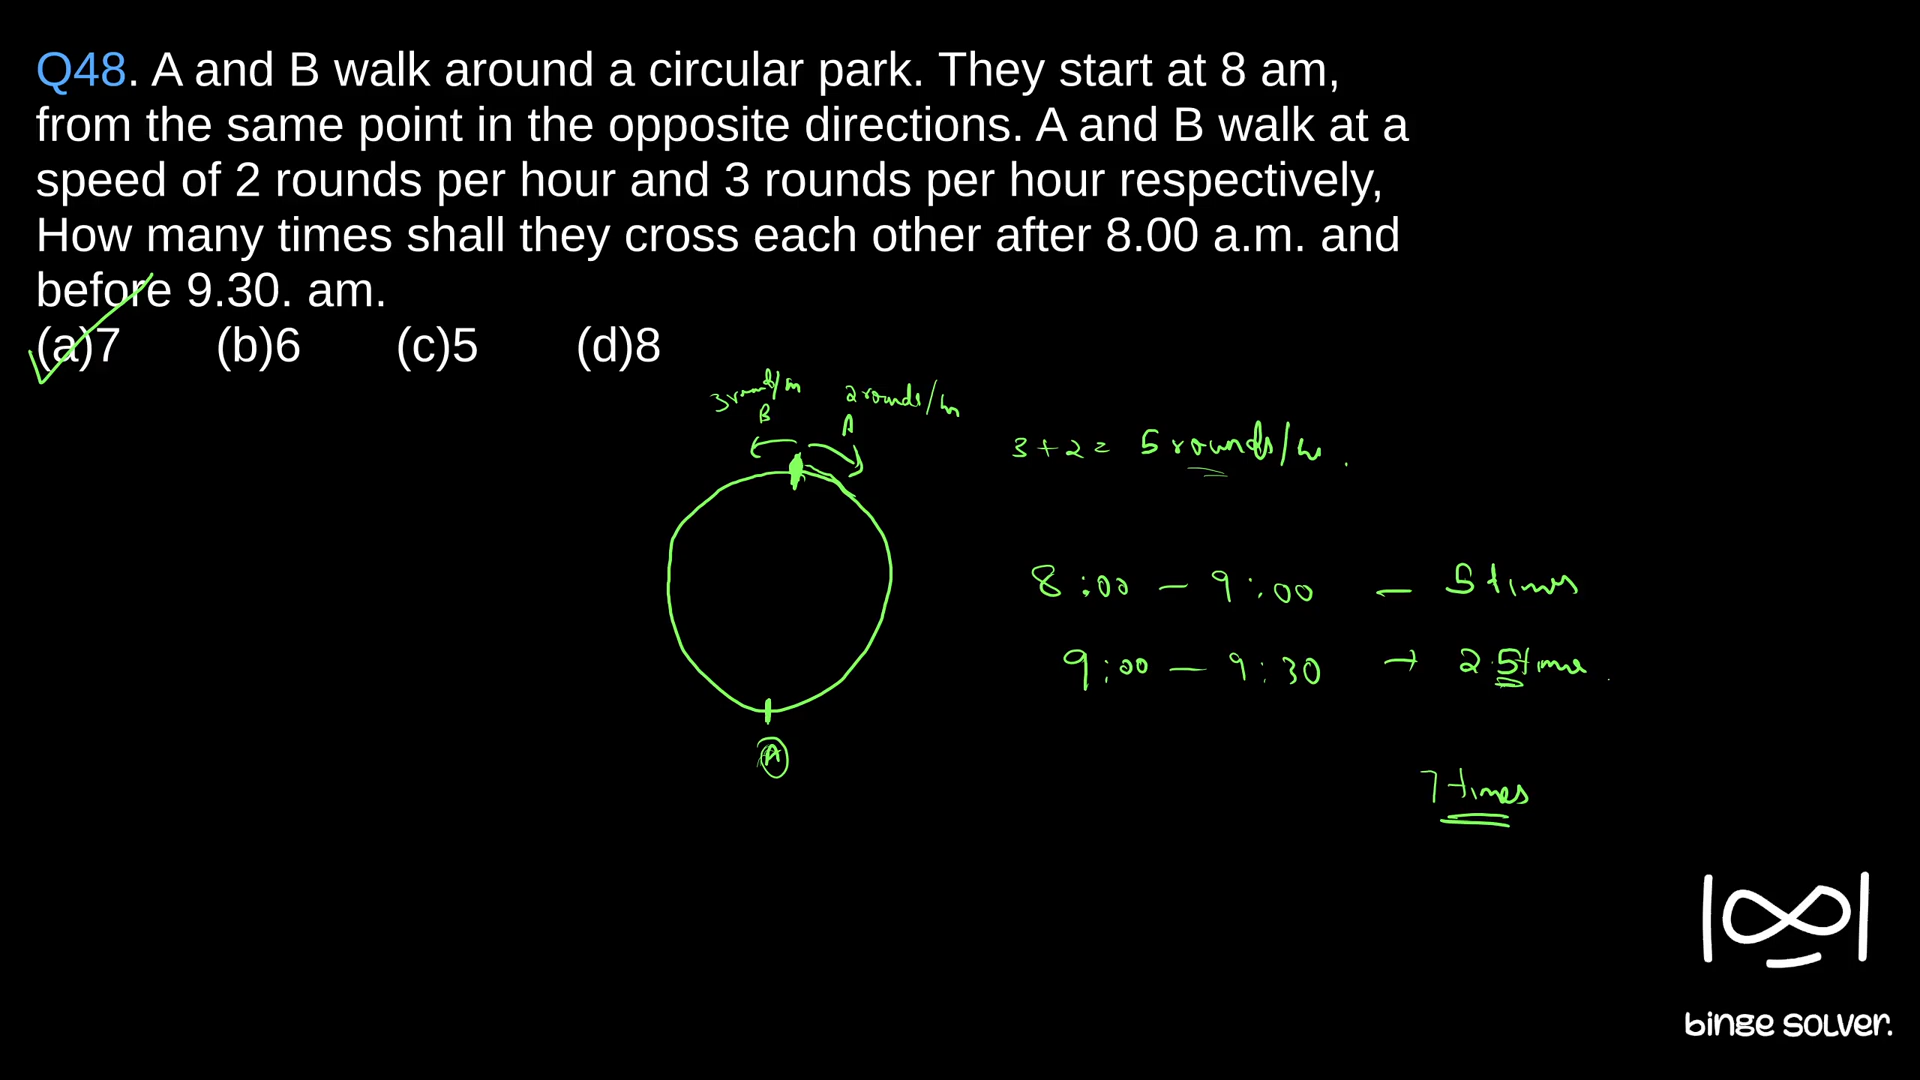 Q48. A and B walk around a circular park. They start at 8 am,
from the same point in the opposite directions. A and B walk at a
speed of 2 rounds per hour and 3 rounds per hour respectively,
How many times shall they cross each other after 8.00 a.m. and
before 9.30. am.
(a)7 (b)6 (c)5 (d)8
2 rounds/hr
B A
3+2= 5 rounds/hr.
8:00 - 9:00 - 5 times
9:00 - 9:30 → 2.5 time.
A
7 times
binge solver.